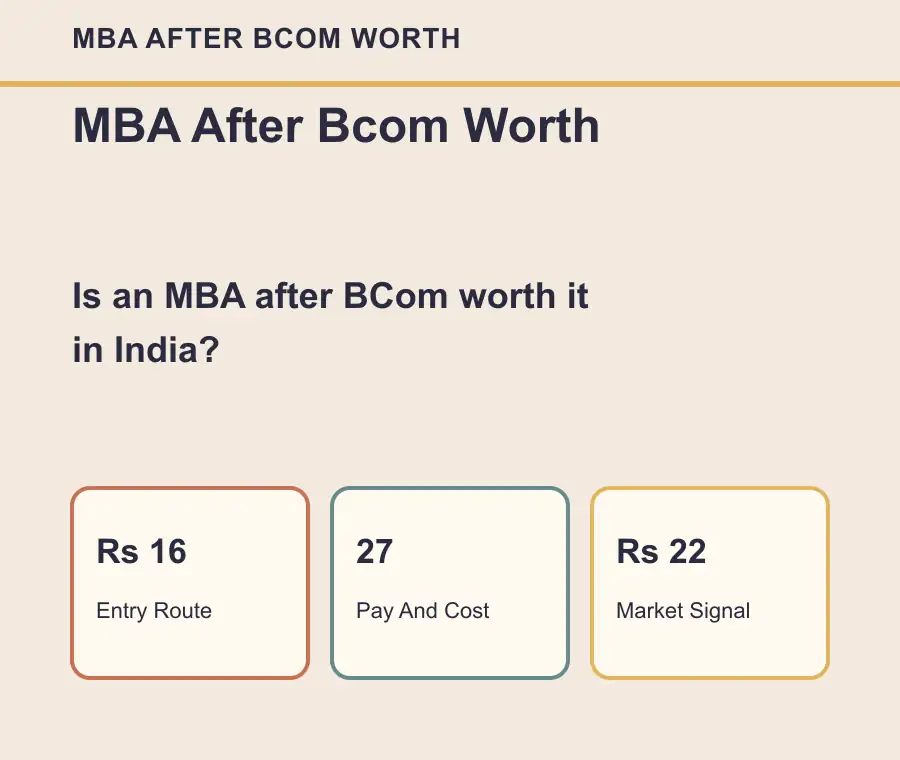 MBA AFTER BCOM WORTH
MBA After Bcom Worth
Is an MBA after BCom worth it
in India?
Rs 16
Entry Route
27
Pay And Cost
Rs 22
Market Signal